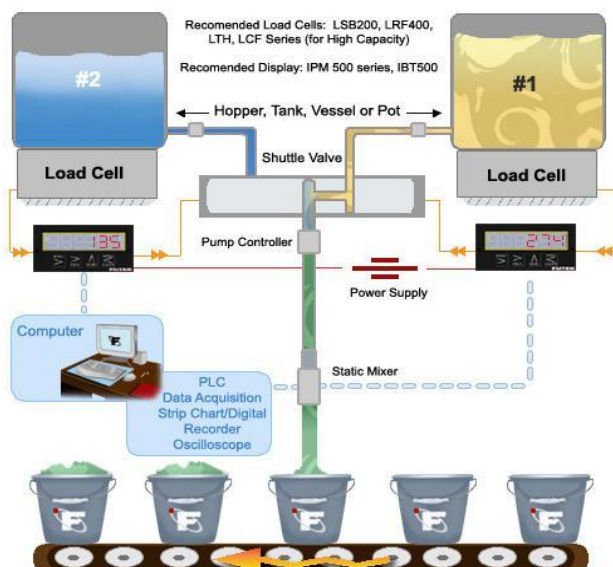 Recomended Load Cells: LSB200, LRF400,
LTH, LCF Series (for High Capacity)
Recomended Display: IPM 500 series, IBT500
#2
#1
Hopper, Tank, Vessel or Pot
Shuttle Valve
Load Cell
Load Cell
135
274
Pump Controller
Power Supply
Computer
Static Mixer
PLC
Data Acquisition
Strip Chart/Digital
Recorder
Oscilloscope